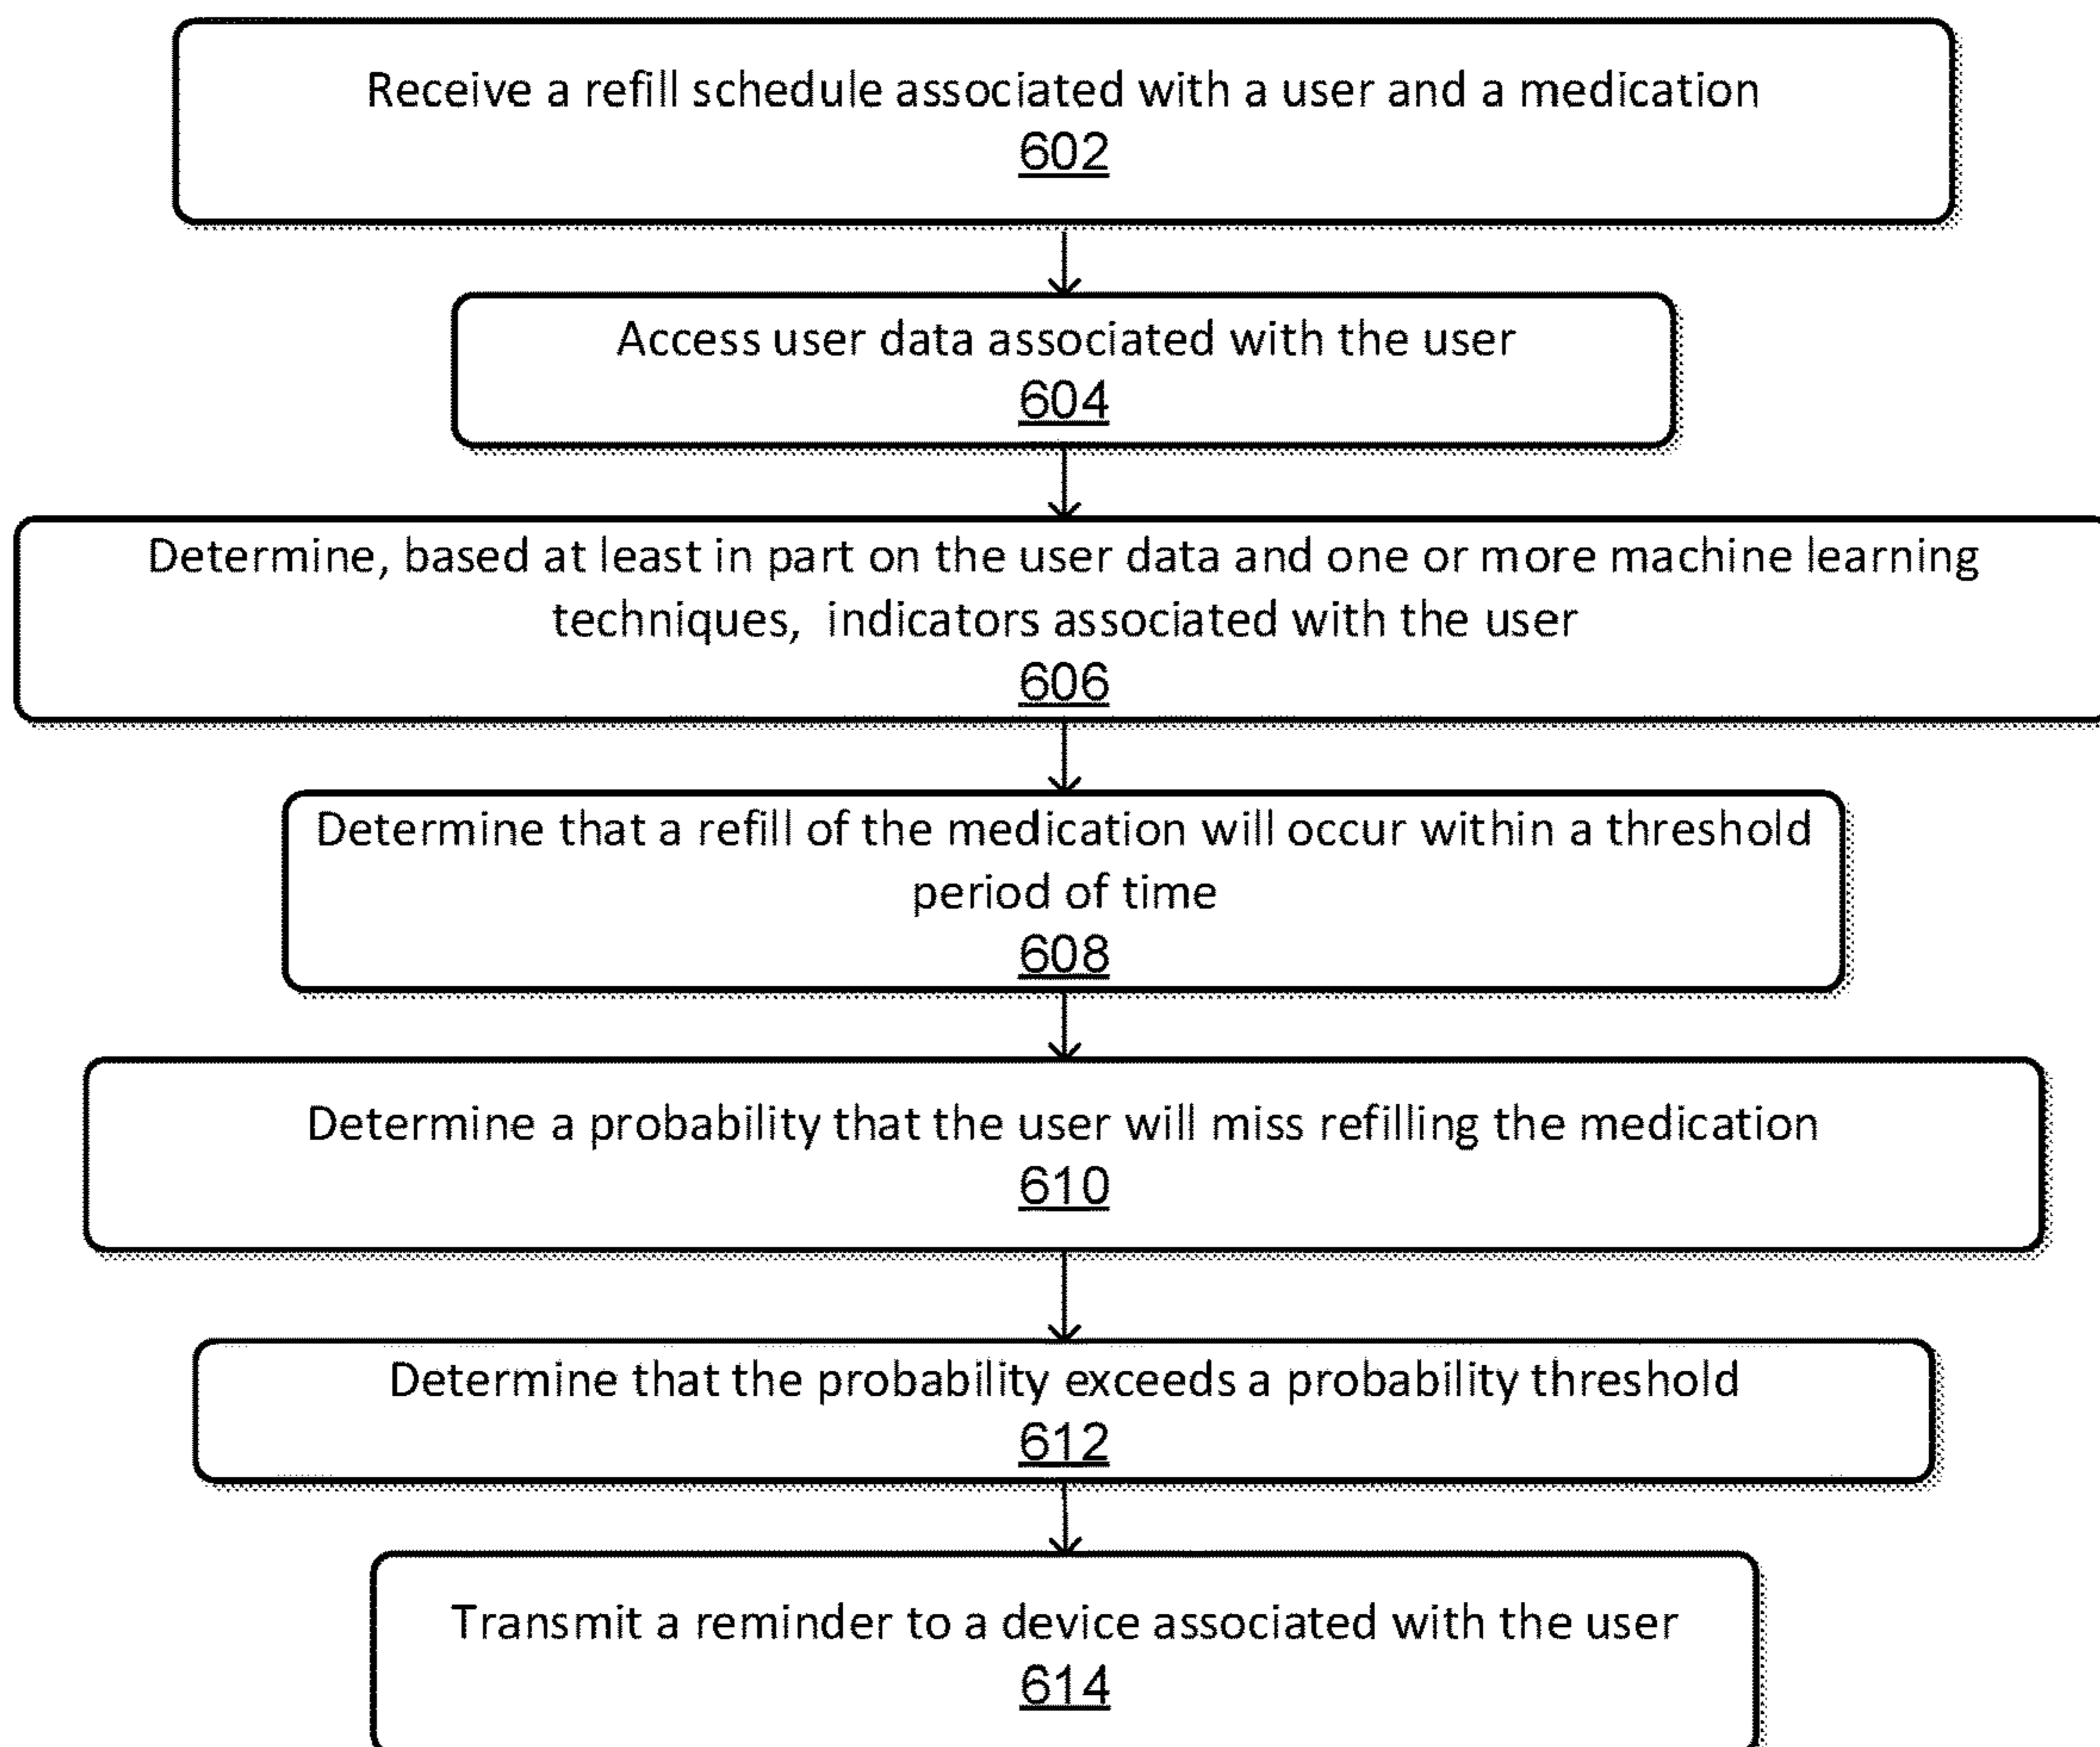 Receive a refill schedule associated with a user and a medication
602
Access user data associated with the user
604
Determine, based at least in part on the user data and one or more machine learning
techniques,  indicators associated with the user
606
Determine that a refill of the medication will occur within a threshold
period of time
608
Determine a probability that the user will miss refilling the medication
610
Determine that the probability exceeds a probability threshold
612
Transmit a reminder to a device associated with the user
614